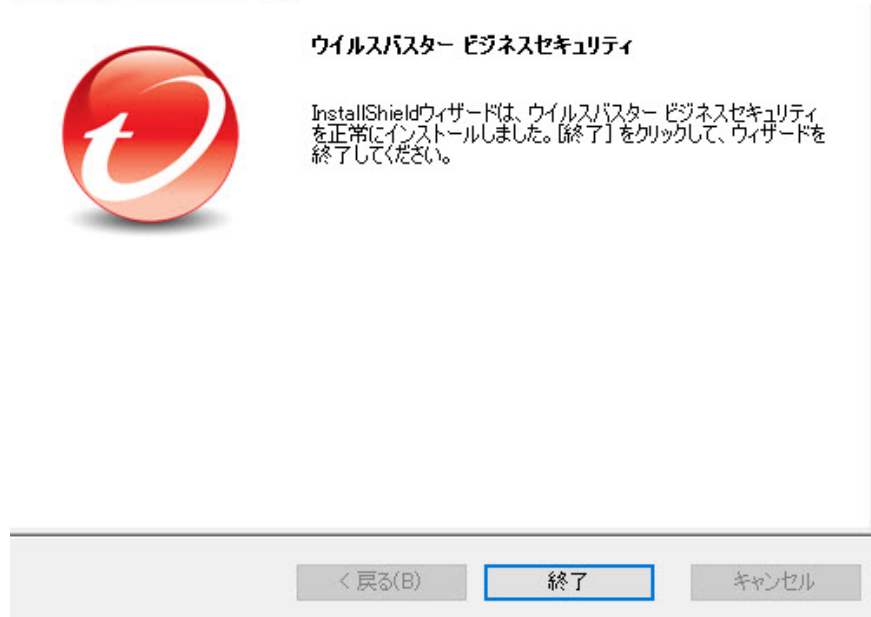 ウイルスバスター ビジネスセキュリティ
InstallShieldウィザードは、ウイルスバスター ビジネスセキュリティ
を正常にインストールしました。[終了] をクリックして、ウィザードを
終了してください。
< 戻る(B)
終了
キャンセル